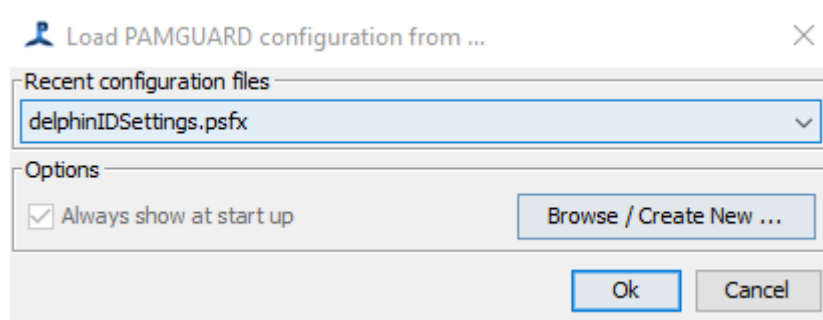 Load PAMGUARD configuration from ...
Recent configuration files
delphinIDSettings.psfx
Options
Always show at start up
Browse / Create New ...
Ok
Cancel